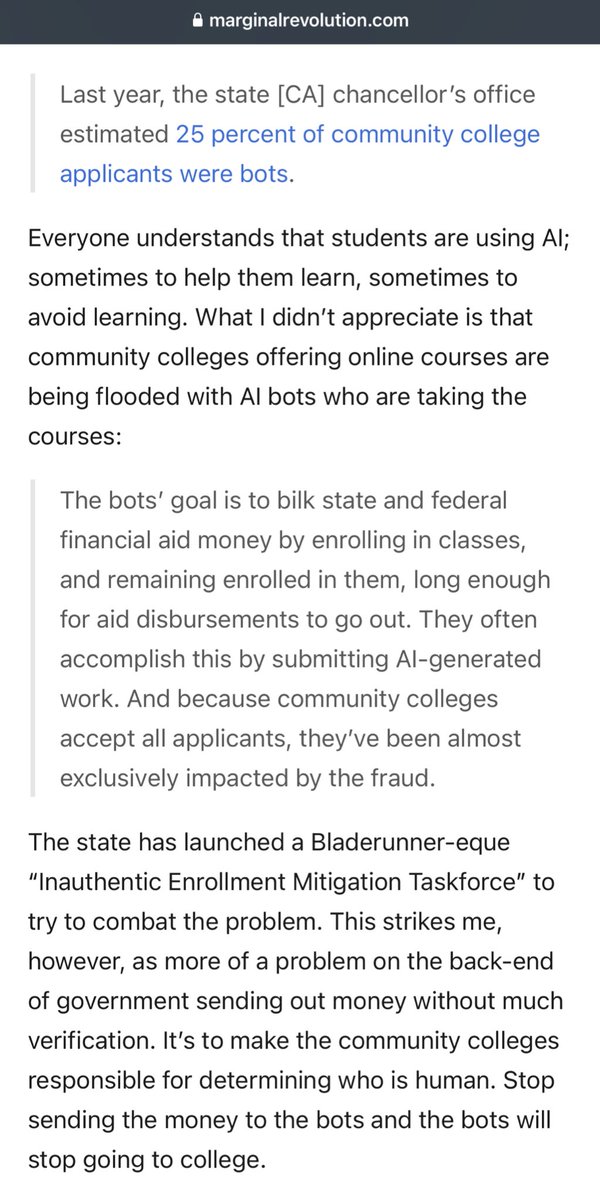 marginalrevolution.com
Last year, the state [CA] chancellor’s office
estimated 25 percent of community college
applicants were bots.
Everyone understands that students are using AI;
sometimes to help them learn, sometimes to
avoid learning. What I didn’t appreciate is that
community colleges offering online courses are
being flooded with AI bots who are taking the
courses:
The bots’ goal is to bilk state and federal
financial aid money by enrolling in classes,
and remaining enrolled in them, long enough
for aid disbursements to go out. They often
accomplish this by submitting AI-generated
work. And because community colleges
accept all applicants, they’ve been almost
exclusively impacted by the fraud.
The state has launched a Bladerunner-eque
“Inauthentic Enrollment Mitigation Taskforce” to
try to combat the problem. This strikes me,
however, as more of a problem on the back-end
of government sending out money without much
verification. It’s to make the community colleges
responsible for determining who is human. Stop
sending the money to the bots and the bots will
stop going to college.